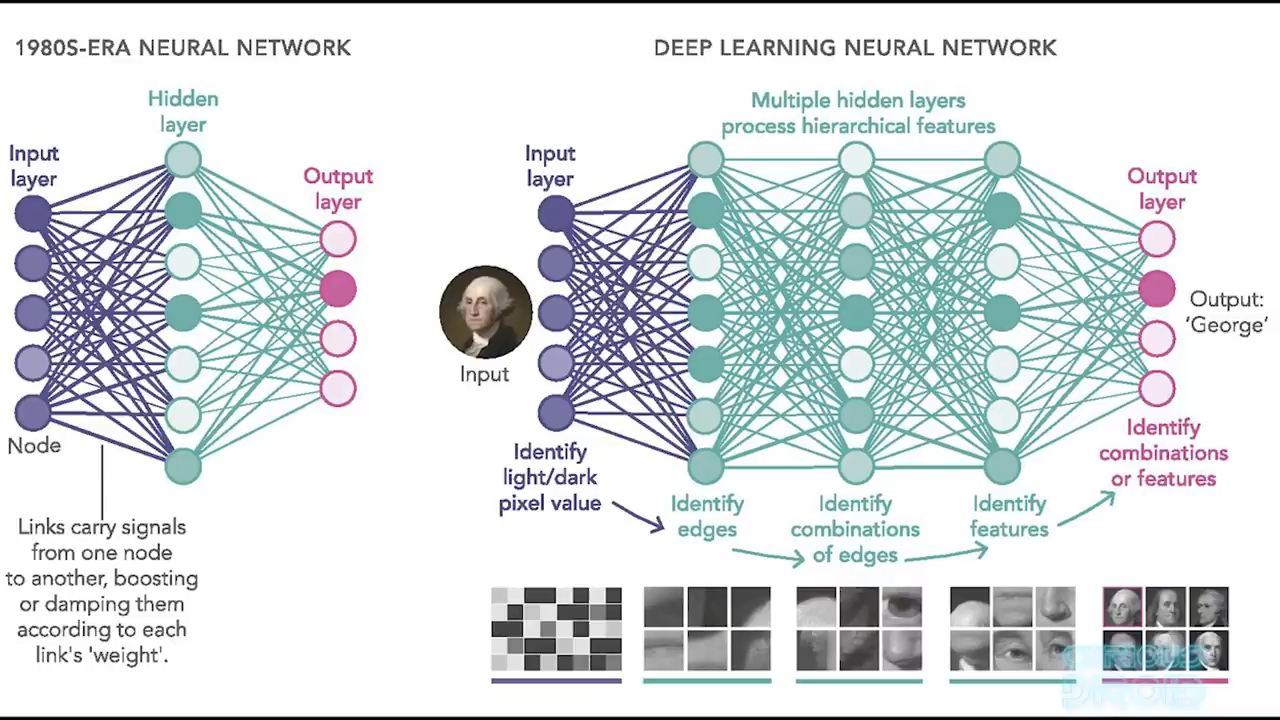 1980S-ERA NEURAL NETWORK
Hidden
layer
Input
layer
Output
layer
Node
Links carry signals
from one node
to another, boosting
or damping them
according to each
link's 'weight'.
DEEP LEARNING NEURAL NETWORK
Multiple hidden layers
process hierarchical features
Input
layer
Output
layer
Input
Output:
‘George’
Identify
light/dark
pixel value
Identify
edges
Identify
combinations
of edges
Identify
features
Identify
combinations
or features
CURIOUS
DROID